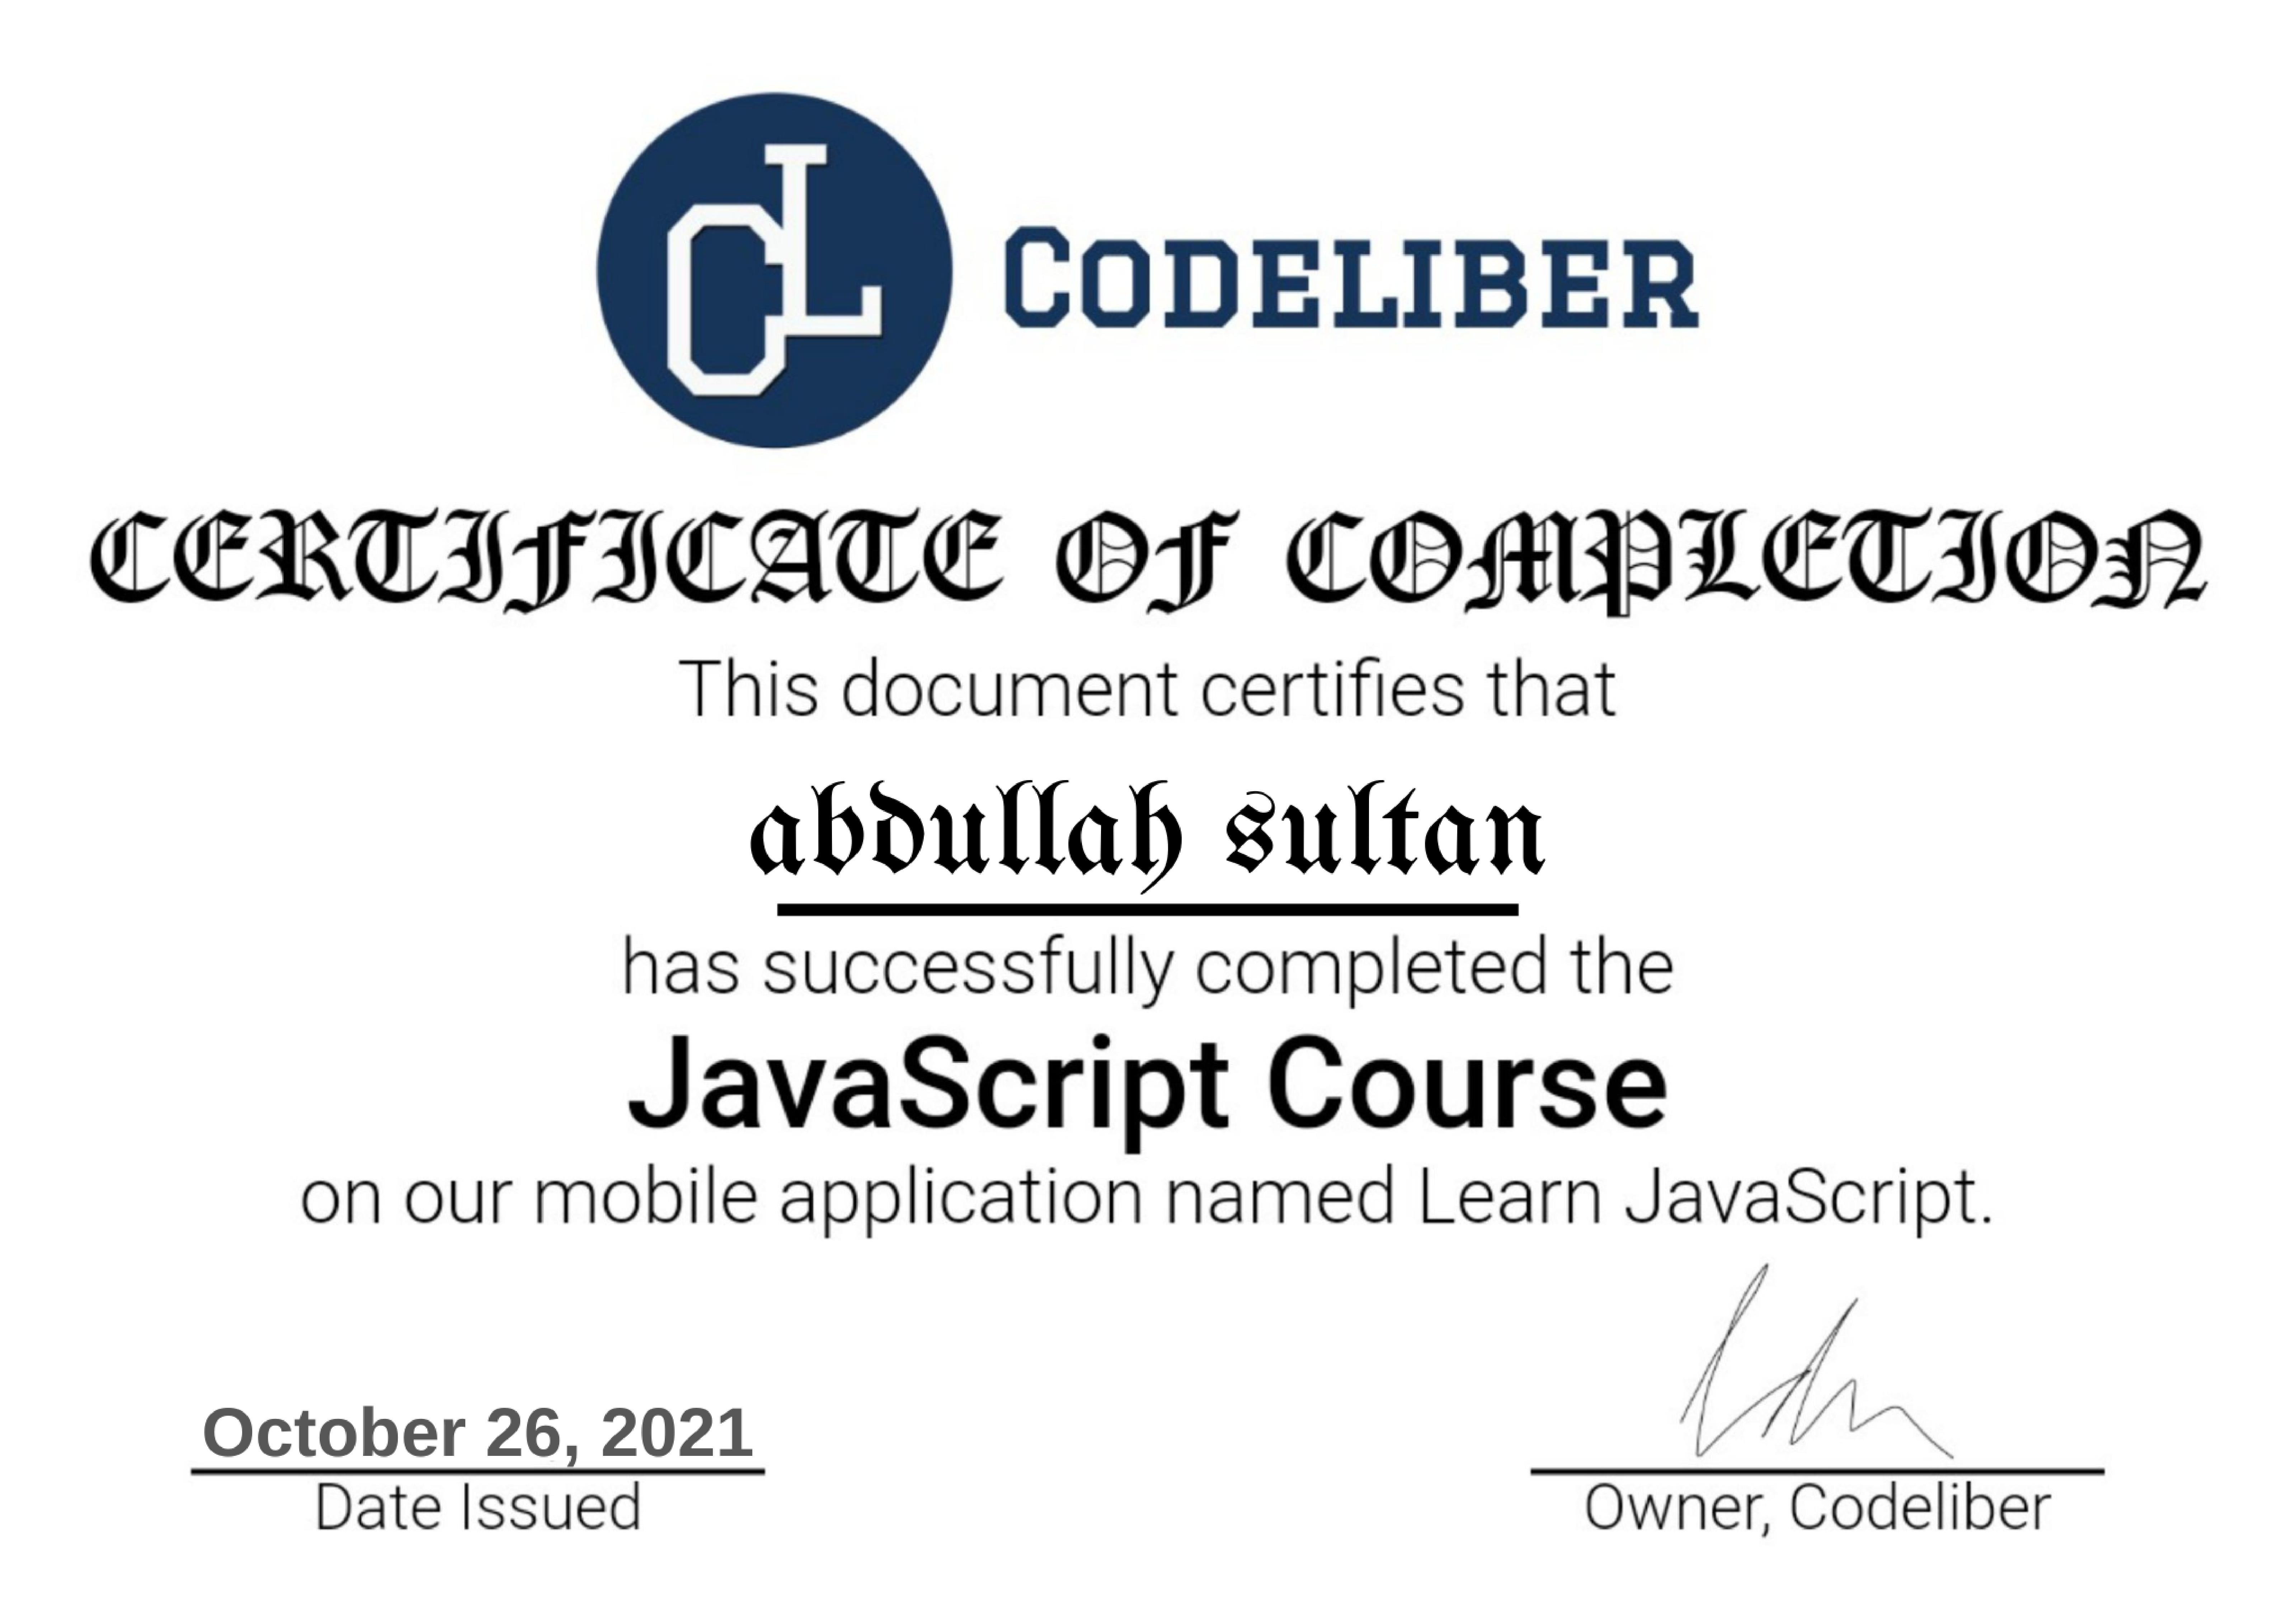 CL
CODELIBER
CERTIFICATE OF COMPLETION
This document certifies that
abdullah sultan
has successfully completed the
JavaScript Course
on our mobile application named Learn JavaScript.
October 26, 2021
Date Issued
Owner, Codeliber